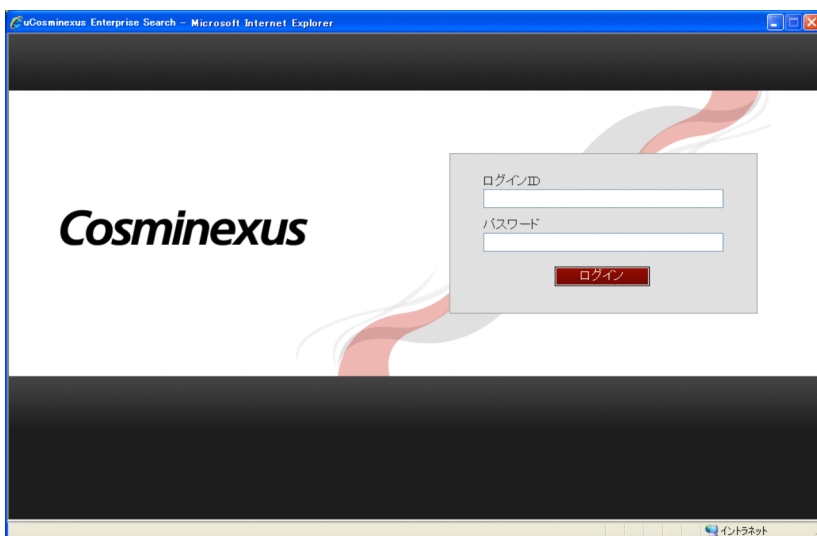 uCosminexus Enterprise Search - Microsoft Internet Explorer
ログインID
パスワード
Cosminexus
ログイン
イントラネット